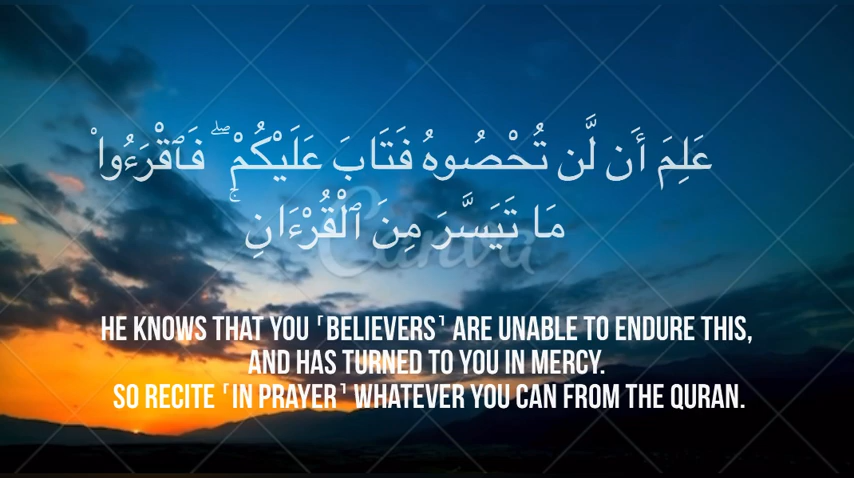 عَلِمَ أَن لَّن تُحْصُوهُ فَتَابَ عَلَيْكُمْ ۖ فَٱقْرَءُوا۟
مَا تَيَسَّرَ مِنَ ٱلْقُرْءَانِ ۚ
Canva
HE KNOWS THAT YOU ˹BELIEVERS˺ ARE UNABLE TO ENDURE THIS,
AND HAS TURNED TO YOU IN MERCY.
SO RECITE ˹IN PRAYER˺ WHATEVER YOU CAN FROM THE QURAN.